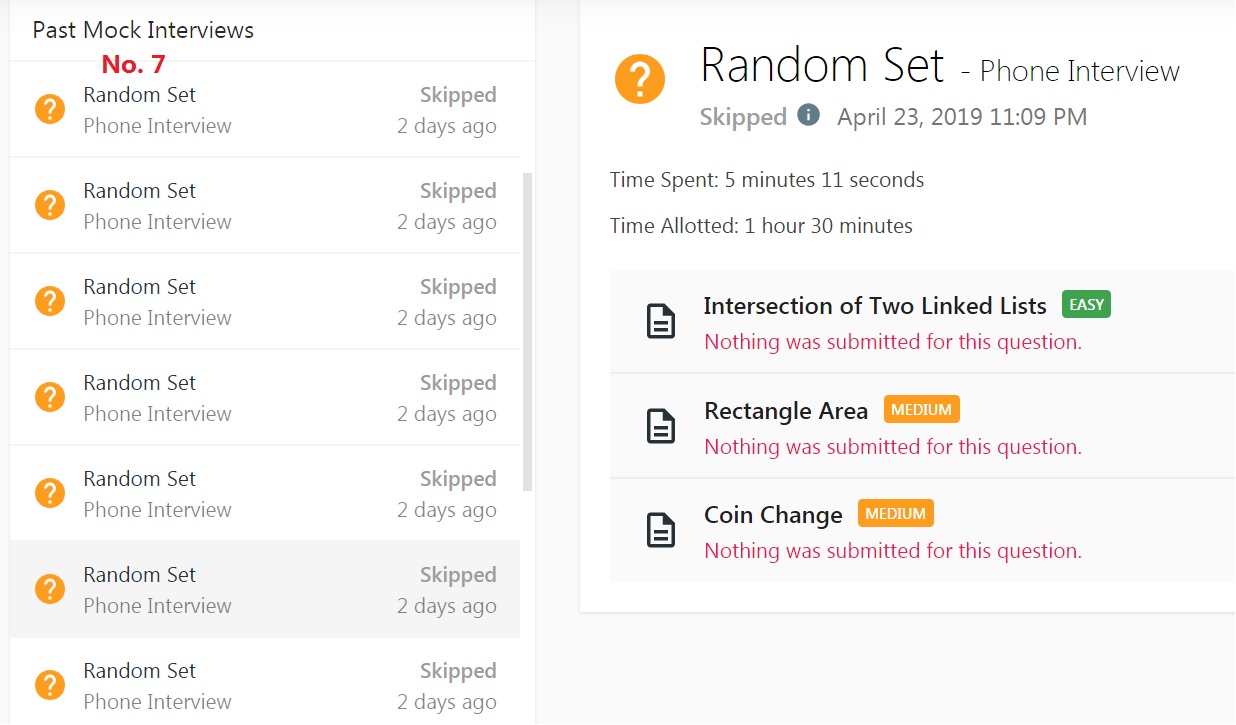 Past Mock Interviews
No. 7
Random Set Skipped
Phone Interview 2 days ago
Random Set Skipped
Phone Interview 2 days ago
Random Set Skipped
Phone Interview 2 days ago
Random Set Skipped
Phone Interview 2 days ago
Random Set Skipped
Phone Interview 2 days ago
Random Set Skipped
Phone Interview 2 days ago
Random Set Skipped
Phone Interview 2 days ago
Random Set - Phone Interview
Skipped April 23, 2019 11:09 PM
Time Spent: 5 minutes 11 seconds
Time Allotted: 1 hour 30 minutes
Intersection of Two Linked Lists EASY
Nothing was submitted for this question.
Rectangle Area MEDIUM
Nothing was submitted for this question.
Coin Change MEDIUM
Nothing was submitted for this question.